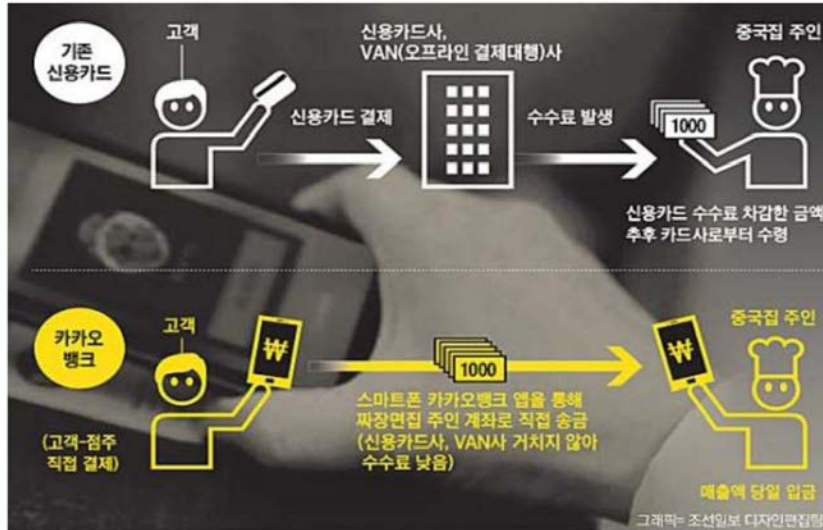 기존
신용카드
고객
신용카드사,
VAN(오프라인 결제대행)사
중국집 주인
신용카드 결제
수수료 발생
1000
신용카드 수수료 차감한 금액
추후 카드사로부터 수령
카카오
뱅크
고객
₩
1000
₩
중국집 주인
스마트폰 카카오뱅크 앱을 통해
짜장면집 주인 계좌로 직접 송금
(신용카드사, VAN사 거치지 않아
수수료 낮음)
(고객-점주
직접 결제)
매출액 당일 입금
그래픽= 조선일보 디자인편집팀